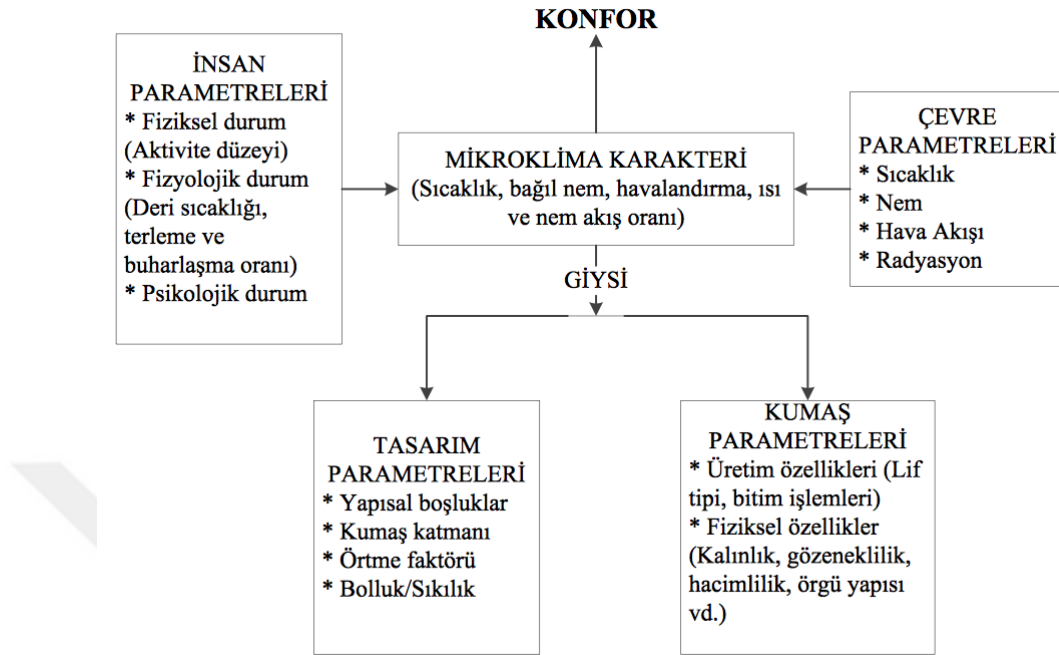 KONFOR
İNSAN
PARAMETRELERİ
* Fiziksel durum
(Aktivite düzeyi)
* Fizyolojik durum
(Deri sıcaklığı,
terleme ve
buharlaşma oranı)
* Psikolojik durum
MİKROKLİMA KARAKTERİ
(Sıcaklık, bağıl nem, havalandırma, ısı
ve nem akış oranı)
ÇEVRE
PARAMETRELERİ
* Sıcaklık
* Nem
* Hava Akışı
* Radyasyon
GİYSİ
TASARIM
PARAMETRELERİ
* Yapısal boşluklar
* Kumaş katmanı
* Örtme faktörü
* Bolluk/Sıkılık
KUMAŞ
PARAMETRELERİ
* Üretim özellikleri (Lif
tipi, bitim işlemleri)
* Fiziksel özellikler
(Kalınlık, gözeneklilik,
hacimlilik, örgü yapısı
vd.)